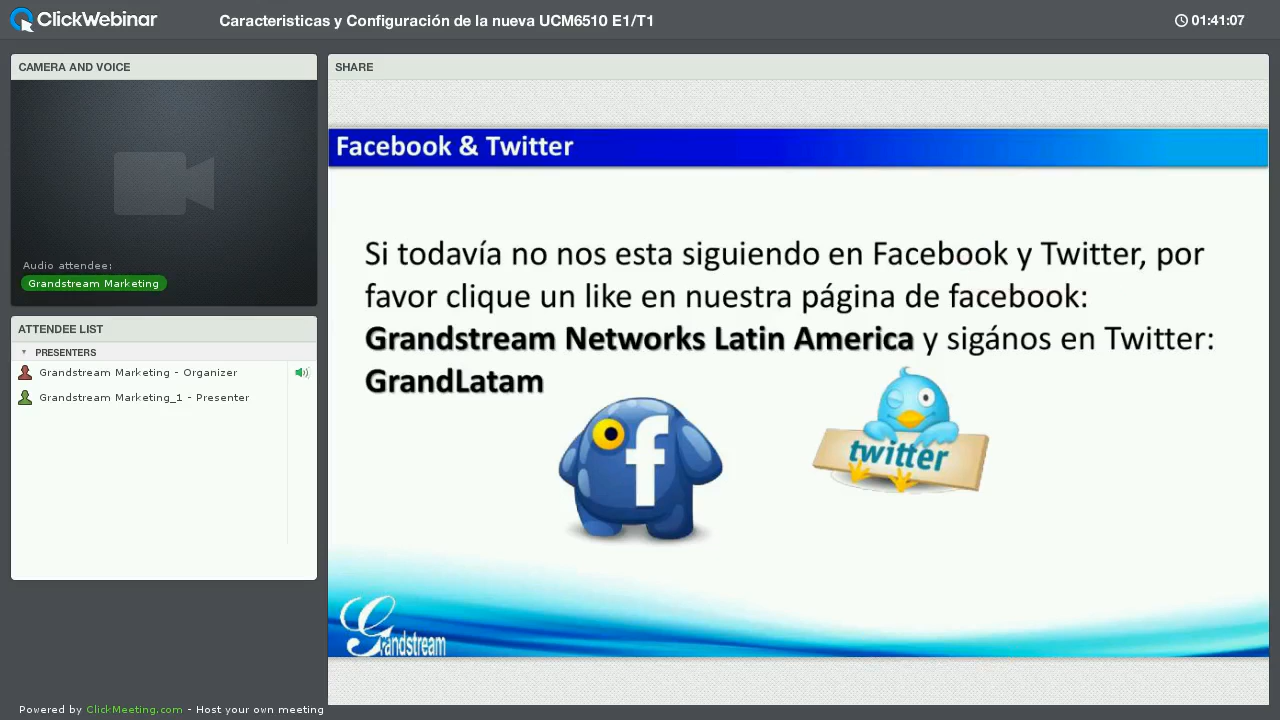 ClickWebinar
Caracteristicas y Configuración de la nueva UCM6510 E1/T1
01:41:07
CAMERA AND VOICE
Audio attendee:
Grandstream Marketing
ATTENDEE LIST
PRESENTERS
Grandstream Marketing - Organizer
Grandstream Marketing_1 - Presenter
SHARE
Facebook & Twitter
Si todavía no nos esta siguiendo en Facebook y Twitter, por
favor clique un like en nuestra página de facebook:
Grandstream Networks Latin America y sigános en Twitter:
GrandLatam
f
twitter
Grandstream
Powered by ClickMeeting.com - Host your own meeting